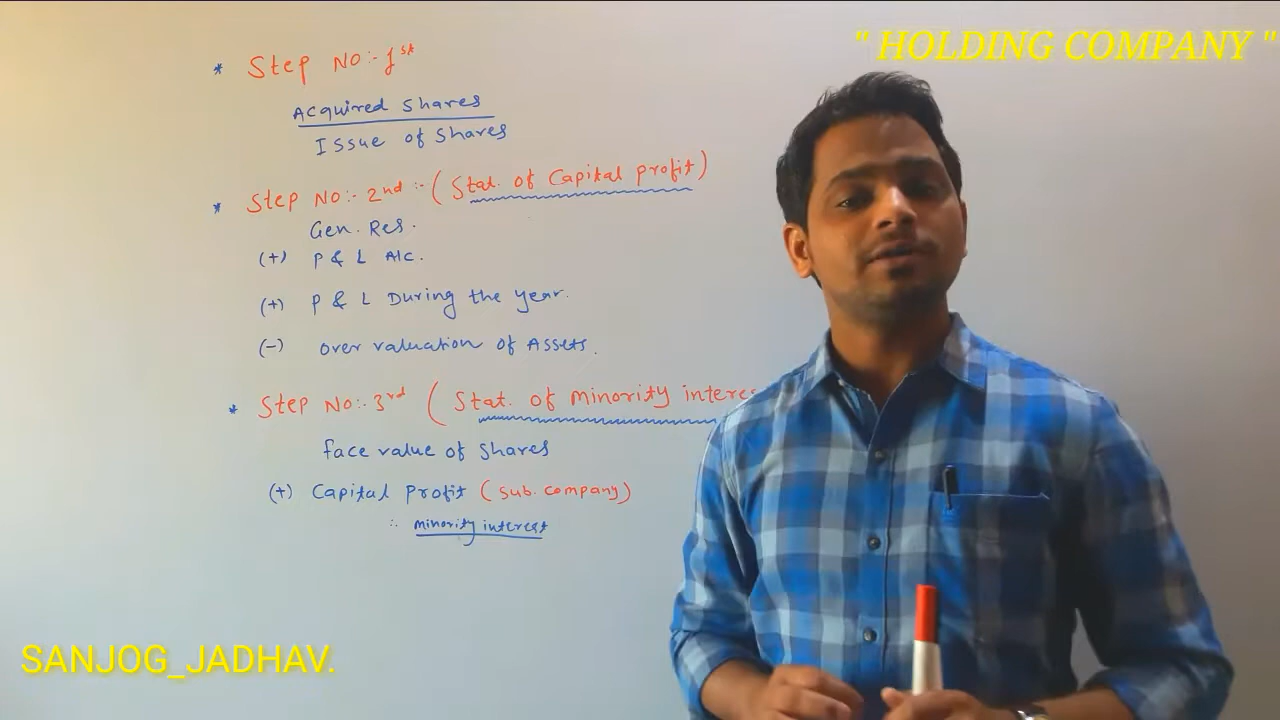 " HOLDING COMPANY "
* Step No:- 1st
Acquired Shares
Issue of Shares
* Step No:- 2nd :- (Stat. of Capital profit)
Gen. Res.
(+) P & L A/c.
(+) P & L During the year.
(-) over valuation of Assets.
* Step No:- 3rd (Stat. of minority interes
face value of Shares
(+) Capital Profit (Sub. Company)
∴ minority interest
SANJOG_JADHAV.